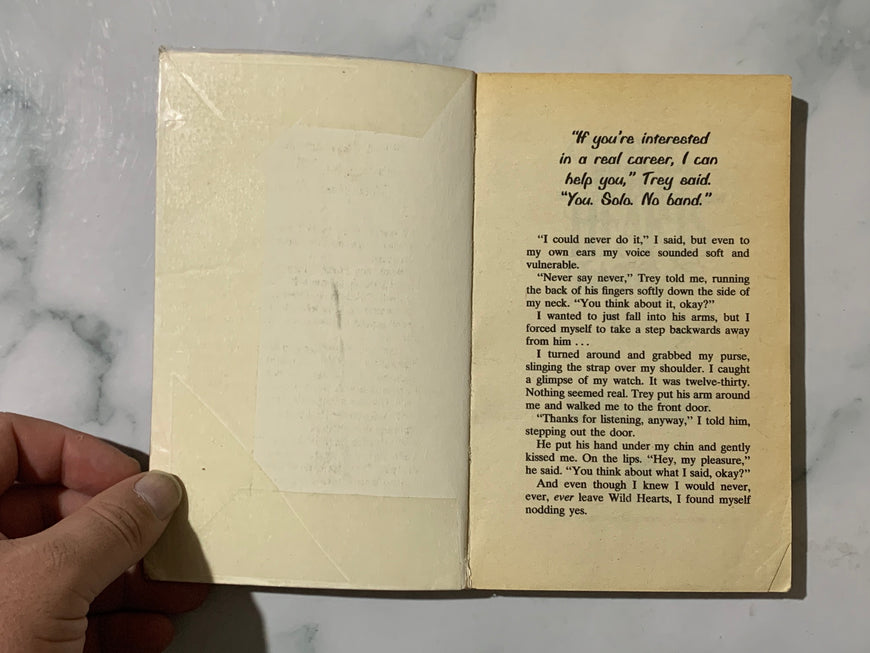 “If you’re interested
in a real career, I can
help you,” Trey said.
“You. Solo. No band.”
“I could never do it,” I said, but even to
my own ears my voice sounded soft and
vulnerable.
“Never say never,” Trey told me, running
the back of his fingers softly down the side of
my neck. “You think about it, okay?”
I wanted to just fall into his arms, but I
forced myself to take a step backwards away
from him . . .
I turned around and grabbed my purse,
slinging the strap over my shoulder. I caught
a glimpse of my watch. It was twelve-thirty.
Nothing seemed real. Trey put his arm around
me and walked me to the front door.
“Thanks for listening, anyway,” I told him,
stepping out the door.
He put his hand under my chin and gently
kissed me. On the lips. “Hey, my pleasure,”
he said. “You think about what I said, okay?”
And even though I knew I would never,
ever, ever leave Wild Hearts, I found myself
nodding yes.